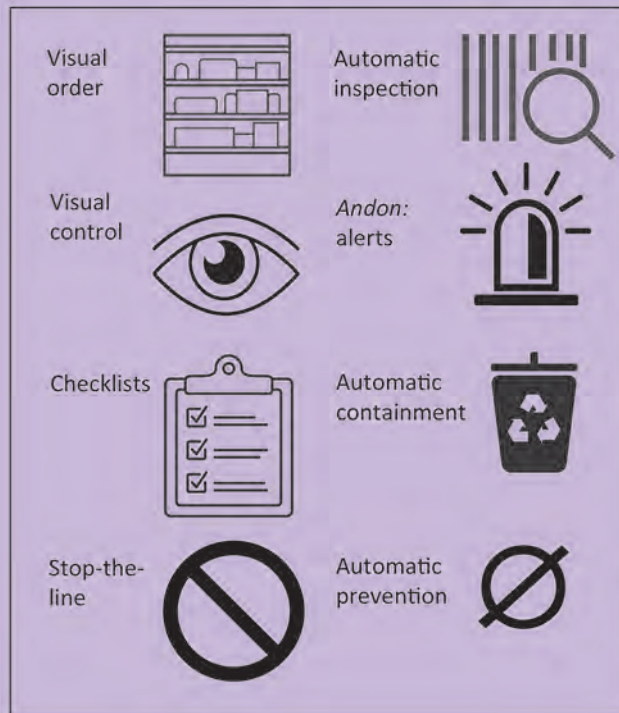 Visual
order
Automatic
inspection
Visual
control
Andon:
alerts
Checklists
Automatic
containment
Stop-the-
line
Automatic
prevention